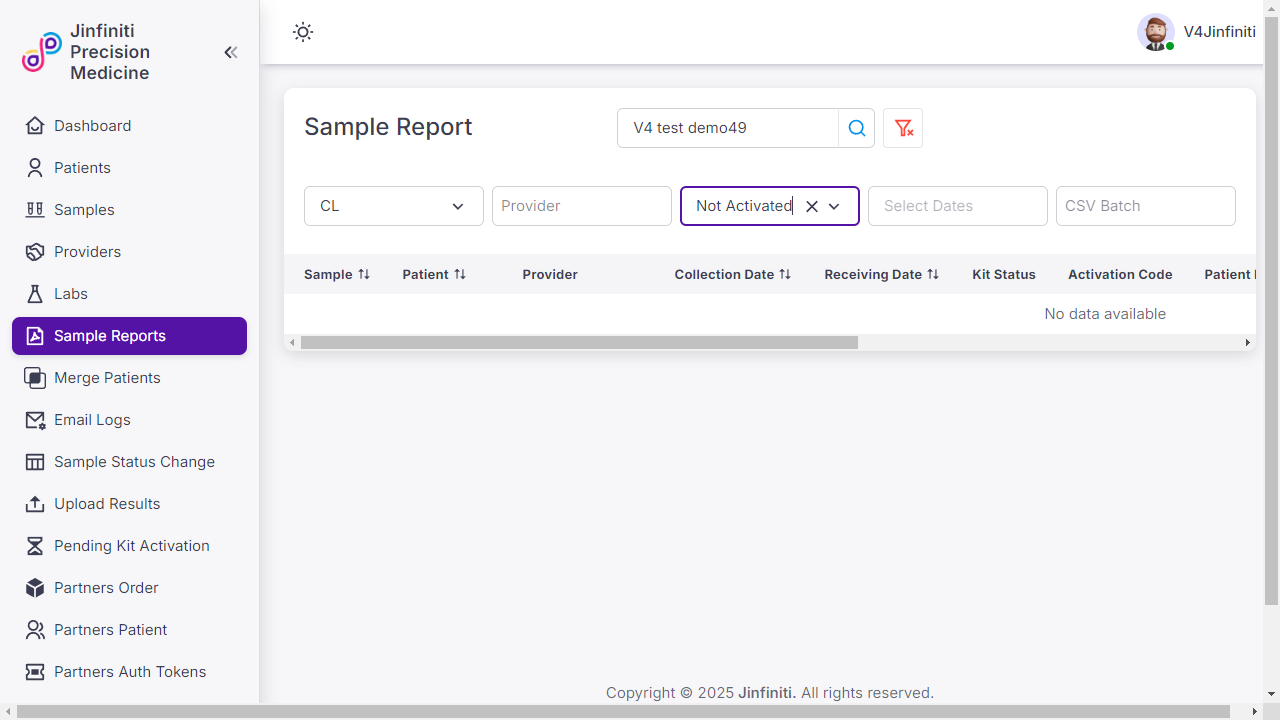 Jinfiniti
Precision
Medicine
Dashboard
Patients
Samples
Providers
Labs
Sample Reports
Merge Patients
Email Logs
Sample Status Change
Upload Results
Pending Kit Activation
Partners Order
Partners Patient
Partners Auth Tokens
V4Jinfiniti
Sample Report
V4 test demo49
CL
Provider
Not Activated
Select Dates
CSV Batch
Sample Patient Provider Collection Date Receiving Date Kit Status Activation Code Patient
No data available
Copyright © 2025 Jinfiniti. All rights reserved.